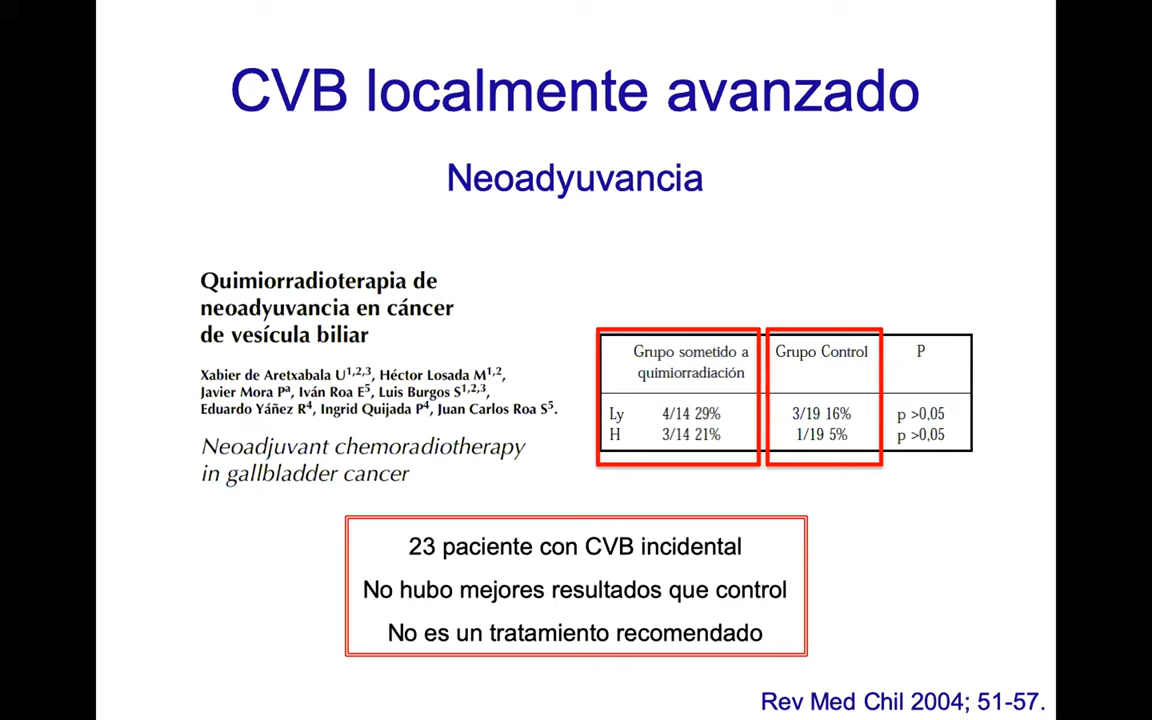 CVB localmente avanzado
Neoadyuvancia
Quimiorradioterapia de
neoadyuvancia en cáncer
de vesícula biliar
Xabier de Aretxabala U1,2,3, Héctor Losada M1,2,
Javier Mora Pa, Iván Roa E5, Luis Burgos S1,2,3,
Eduardo Yáñez R4, Ingrid Quijada P4, Juan Carlos Roa S5.
Neoadjuvant chemoradiotherapy
in gallbladder cancer
Grupo sometido a Grupo Control P
quimiorradiación
Ly 4/14 29% 3/19 16% p >0,05
H 3/14 21% 1/19 5% p >0,05
23 paciente con CVB incidental
No hubo mejores resultados que control
No es un tratamiento recomendado
Rev Med Chil 2004; 51-57.